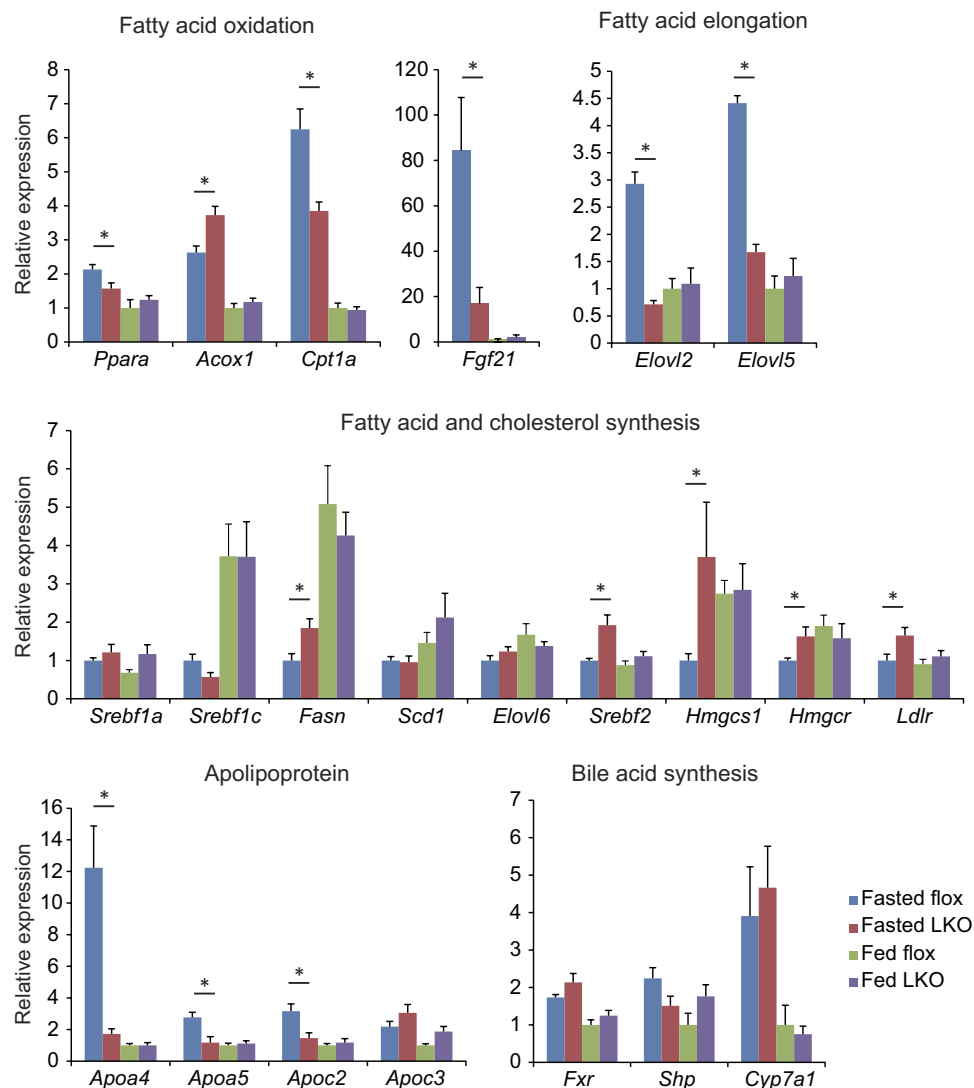 Fatty acid oxidation
Fatty acid elongation
Relative expression
8
7
6
5
4
3
2
1
0
*
*
*
Ppara
Acox1
Cpt1a
120
100
80
60
40
20
0
*
Fgf21
5
4.5
4
3.5
3
2.5
2
1.5
1
0.5
0
*
*
Elovl2
Elovl5
Fatty acid and cholesterol synthesis
Relative expression
7
6
5
4
3
2
1
0
*
*
*
*
*
Srebf1a
Srebf1c
Fasn
Scd1
Elovl6
Srebf2
Hmgcs1
Hmgcr
Ldlr
Apolipoprotein
Relative expression
16
14
12
10
8
6
4
2
0
*
*
*
Apoa4
Apoa5
Apoc2
Apoc3
Bile acid synthesis
7
6
5
4
3
2
1
0
Fxr
Shp
Cyp7a1
Fasted flox
Fasted LKO
Fed flox
Fed LKO